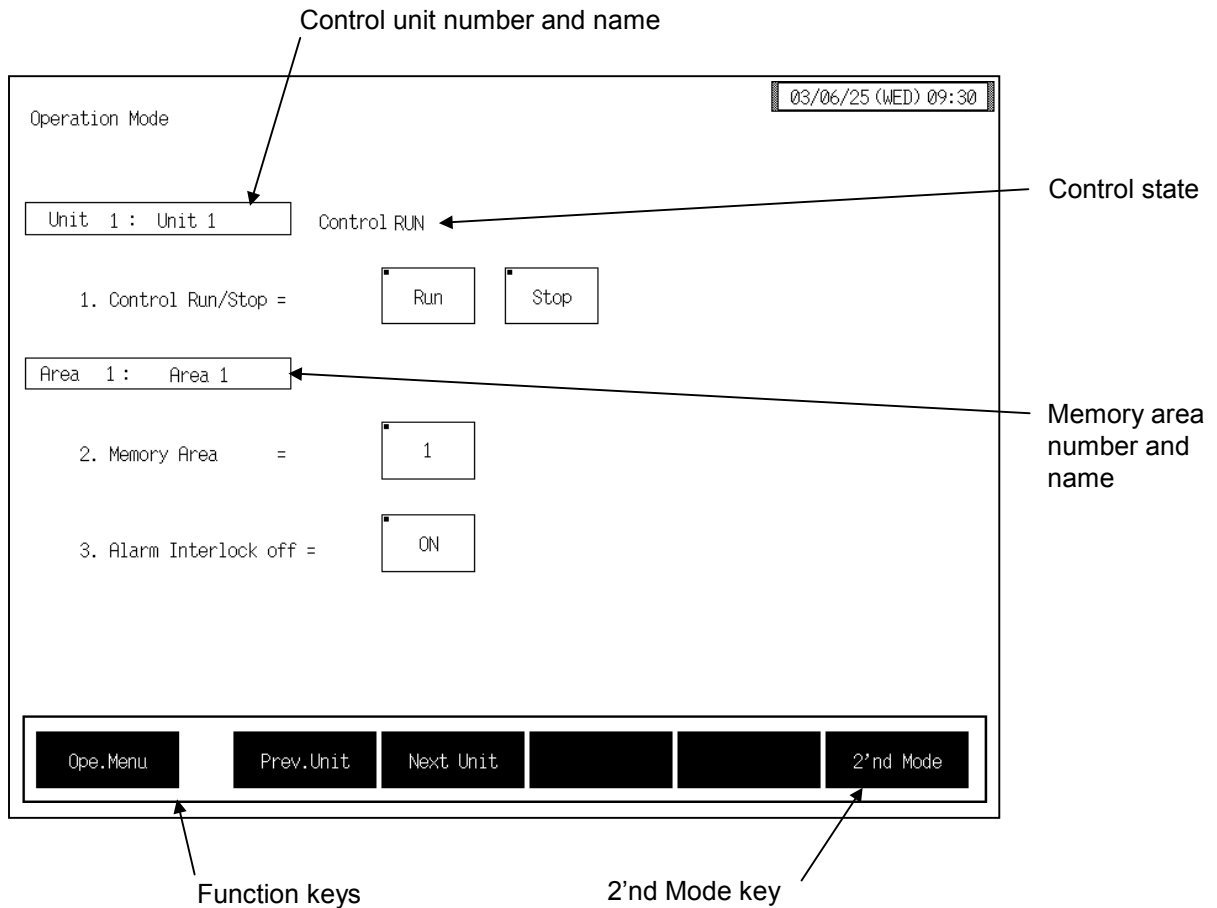 Control unit number and name
03/06/25 (WED) 09:30
Operation Mode
Control state
Unit 1 : Unit 1
Control RUN
1. Control Run/Stop =
Run
Stop
Area 1 : Area 1
Memory area
number and
name
2. Memory Area =
1
3. Alarm Interlock off =
ON
Ope.Menu
Prev.Unit
Next Unit
2’nd Mode
Function keys
2’nd Mode key